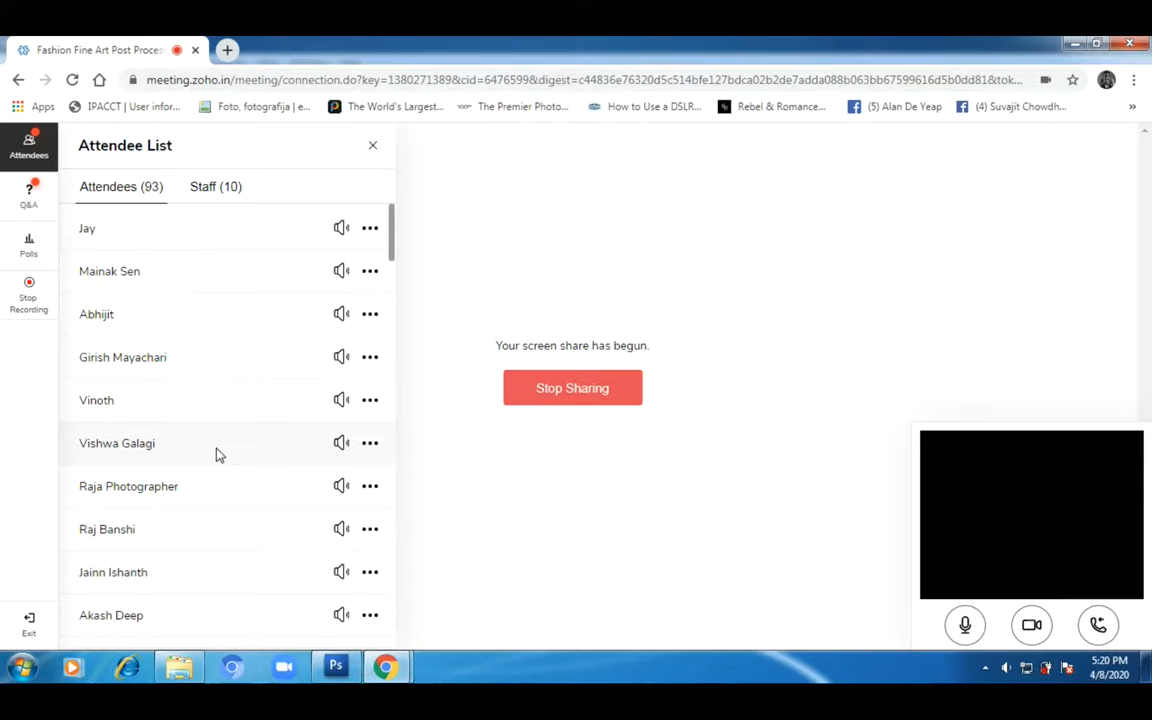 Fashion Fine Art Post Proces
meeting.zoho.in/meeting/connection.do?key=1380271389&cid=6476599&digest=c44836e76320d5c514bfe127bdca02b2de7adda088b063bb67599616d5b0dd81&tok...
Apps IPACCT | User infor... Foto, fotografija | e... The World's Largest... The Premier Photo... How to Use a DSLR... Rebel & Romance... (5) Alan De Yeap (4) Suvajit Chowdh... »
Attendees
Q&A
Polls
Stop
Recording
Exit
Attendee List
Attendees (93) Staff (10)
Jay
Mainak Sen
Abhijit
Girish Mayachari
Vinoth
Vishwa Galagi
Raja Photographer
Raj Banshi
Jainn Ishanth
Akash Deep
Your screen share has begun.
Stop Sharing
Ps
5:20 PM
4/8/2020